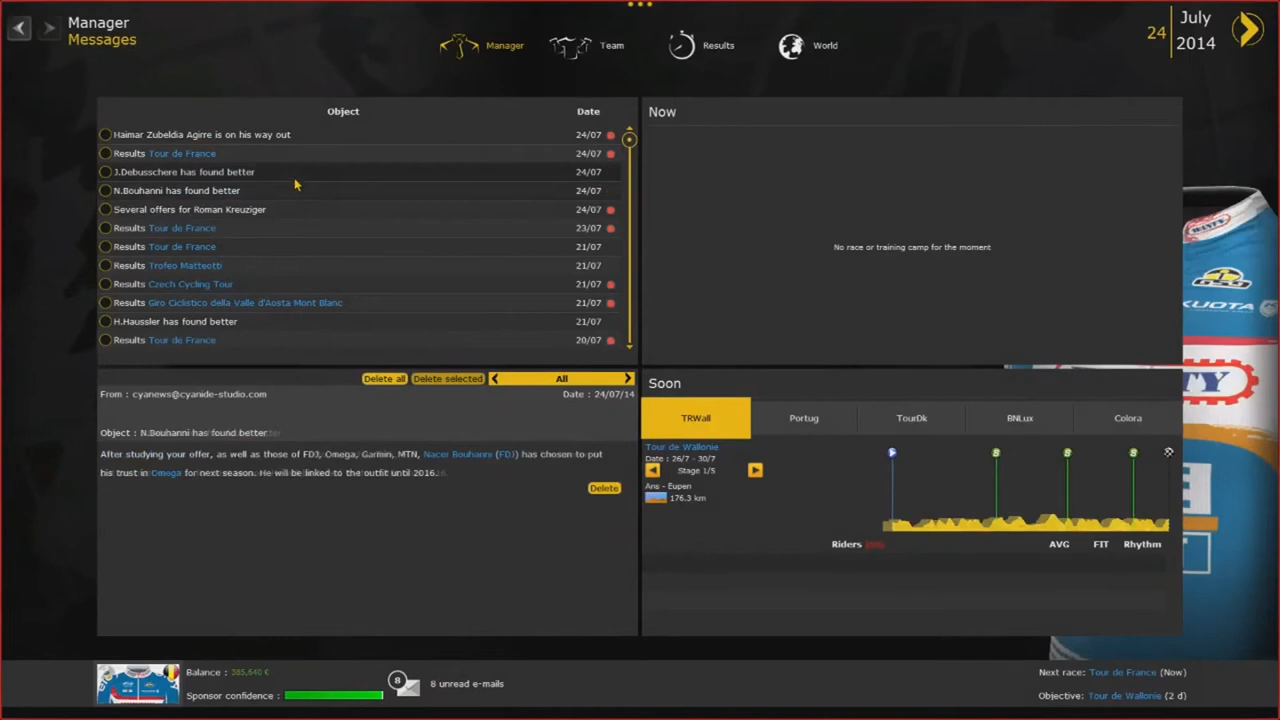 Manager
Messages
Manager
Team
Results
World
24
July
2014
Object
Date
Haimar Zubeldia Agirre is on his way out 24/07
Results Tour de France 24/07
J.Debusschere has found better 24/07
N.Bouhanni has found better 24/07
Several offers for Roman Kreuziger 24/07
Results Tour de France 23/07
Results Tour de France 21/07
Results Trofeo Matteotti 21/07
Results Czech Cycling Tour 21/07
Results Giro Ciclistico della Valle d'Aosta Mont Blanc 21/07
H.Haussler has found better 21/07
Results Tour de France 20/07
Delete all
Delete selected
All
From : cyanews@cyanide-studio.com
Date : 24/07/14
Object : N.Bouhanni has found better
After studying your offer, as well as those of FDJ, Omega, Garmin, MTN, Nacer Bouhanni (FDJ) has chosen to put
his trust in Omega for next season. He will be linked to the outfit until 2016.
Delete
Now
No race or training camp for the moment
Soon
TRWall
Portug
TourDk
BNLux
Colora
Tour de Wallonie
Date : 26/7 - 30/7
Stage 1/5
Ans - Eupen
176.3 km
S
S
S
Riders
AVG
FIT
Rhythm
WANTY
KUOTA
TY
Balance : 385,640 €
Sponsor confidence :
8
8 unread e-mails
Next race: Tour de France (Now)
Objective: Tour de Wallonie (2 d)